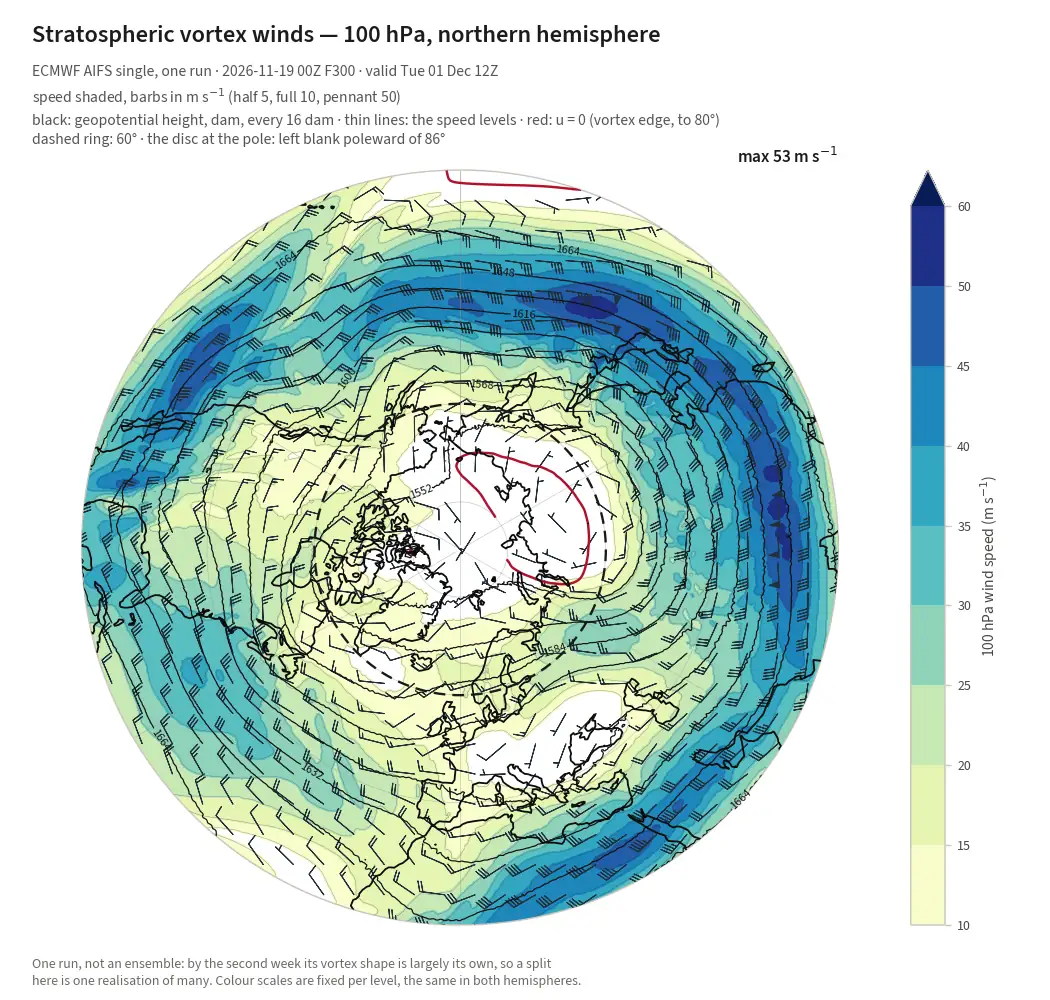 Stratospheric vortex winds — 100 hPa, northern hemisphere
ECMWF AIFS single, one run · 2026-11-19 00Z F300 · valid Tue 01 Dec 12Z
speed shaded, barbs in m s⁻¹ (half 5, full 10, pennant 50)
black: geopotential height, dam, every 16 dam · thin lines: the speed levels · red: u = 0 (vortex edge, to 80°)
dashed ring: 60° · the disc at the pole: left blank poleward of 86°
max 53 m s⁻¹
1664
1664
1648
1616
1600
1568
1552
1584
1664
1632
1664
60
50
45
40
35
30
25
20
15
10
100 hPa wind speed (m s⁻¹)
One run, not an ensemble: by the second week its vortex shape is largely its own, so a split
here is one realisation of many. Colour scales are fixed per level, the same in both hemispheres.